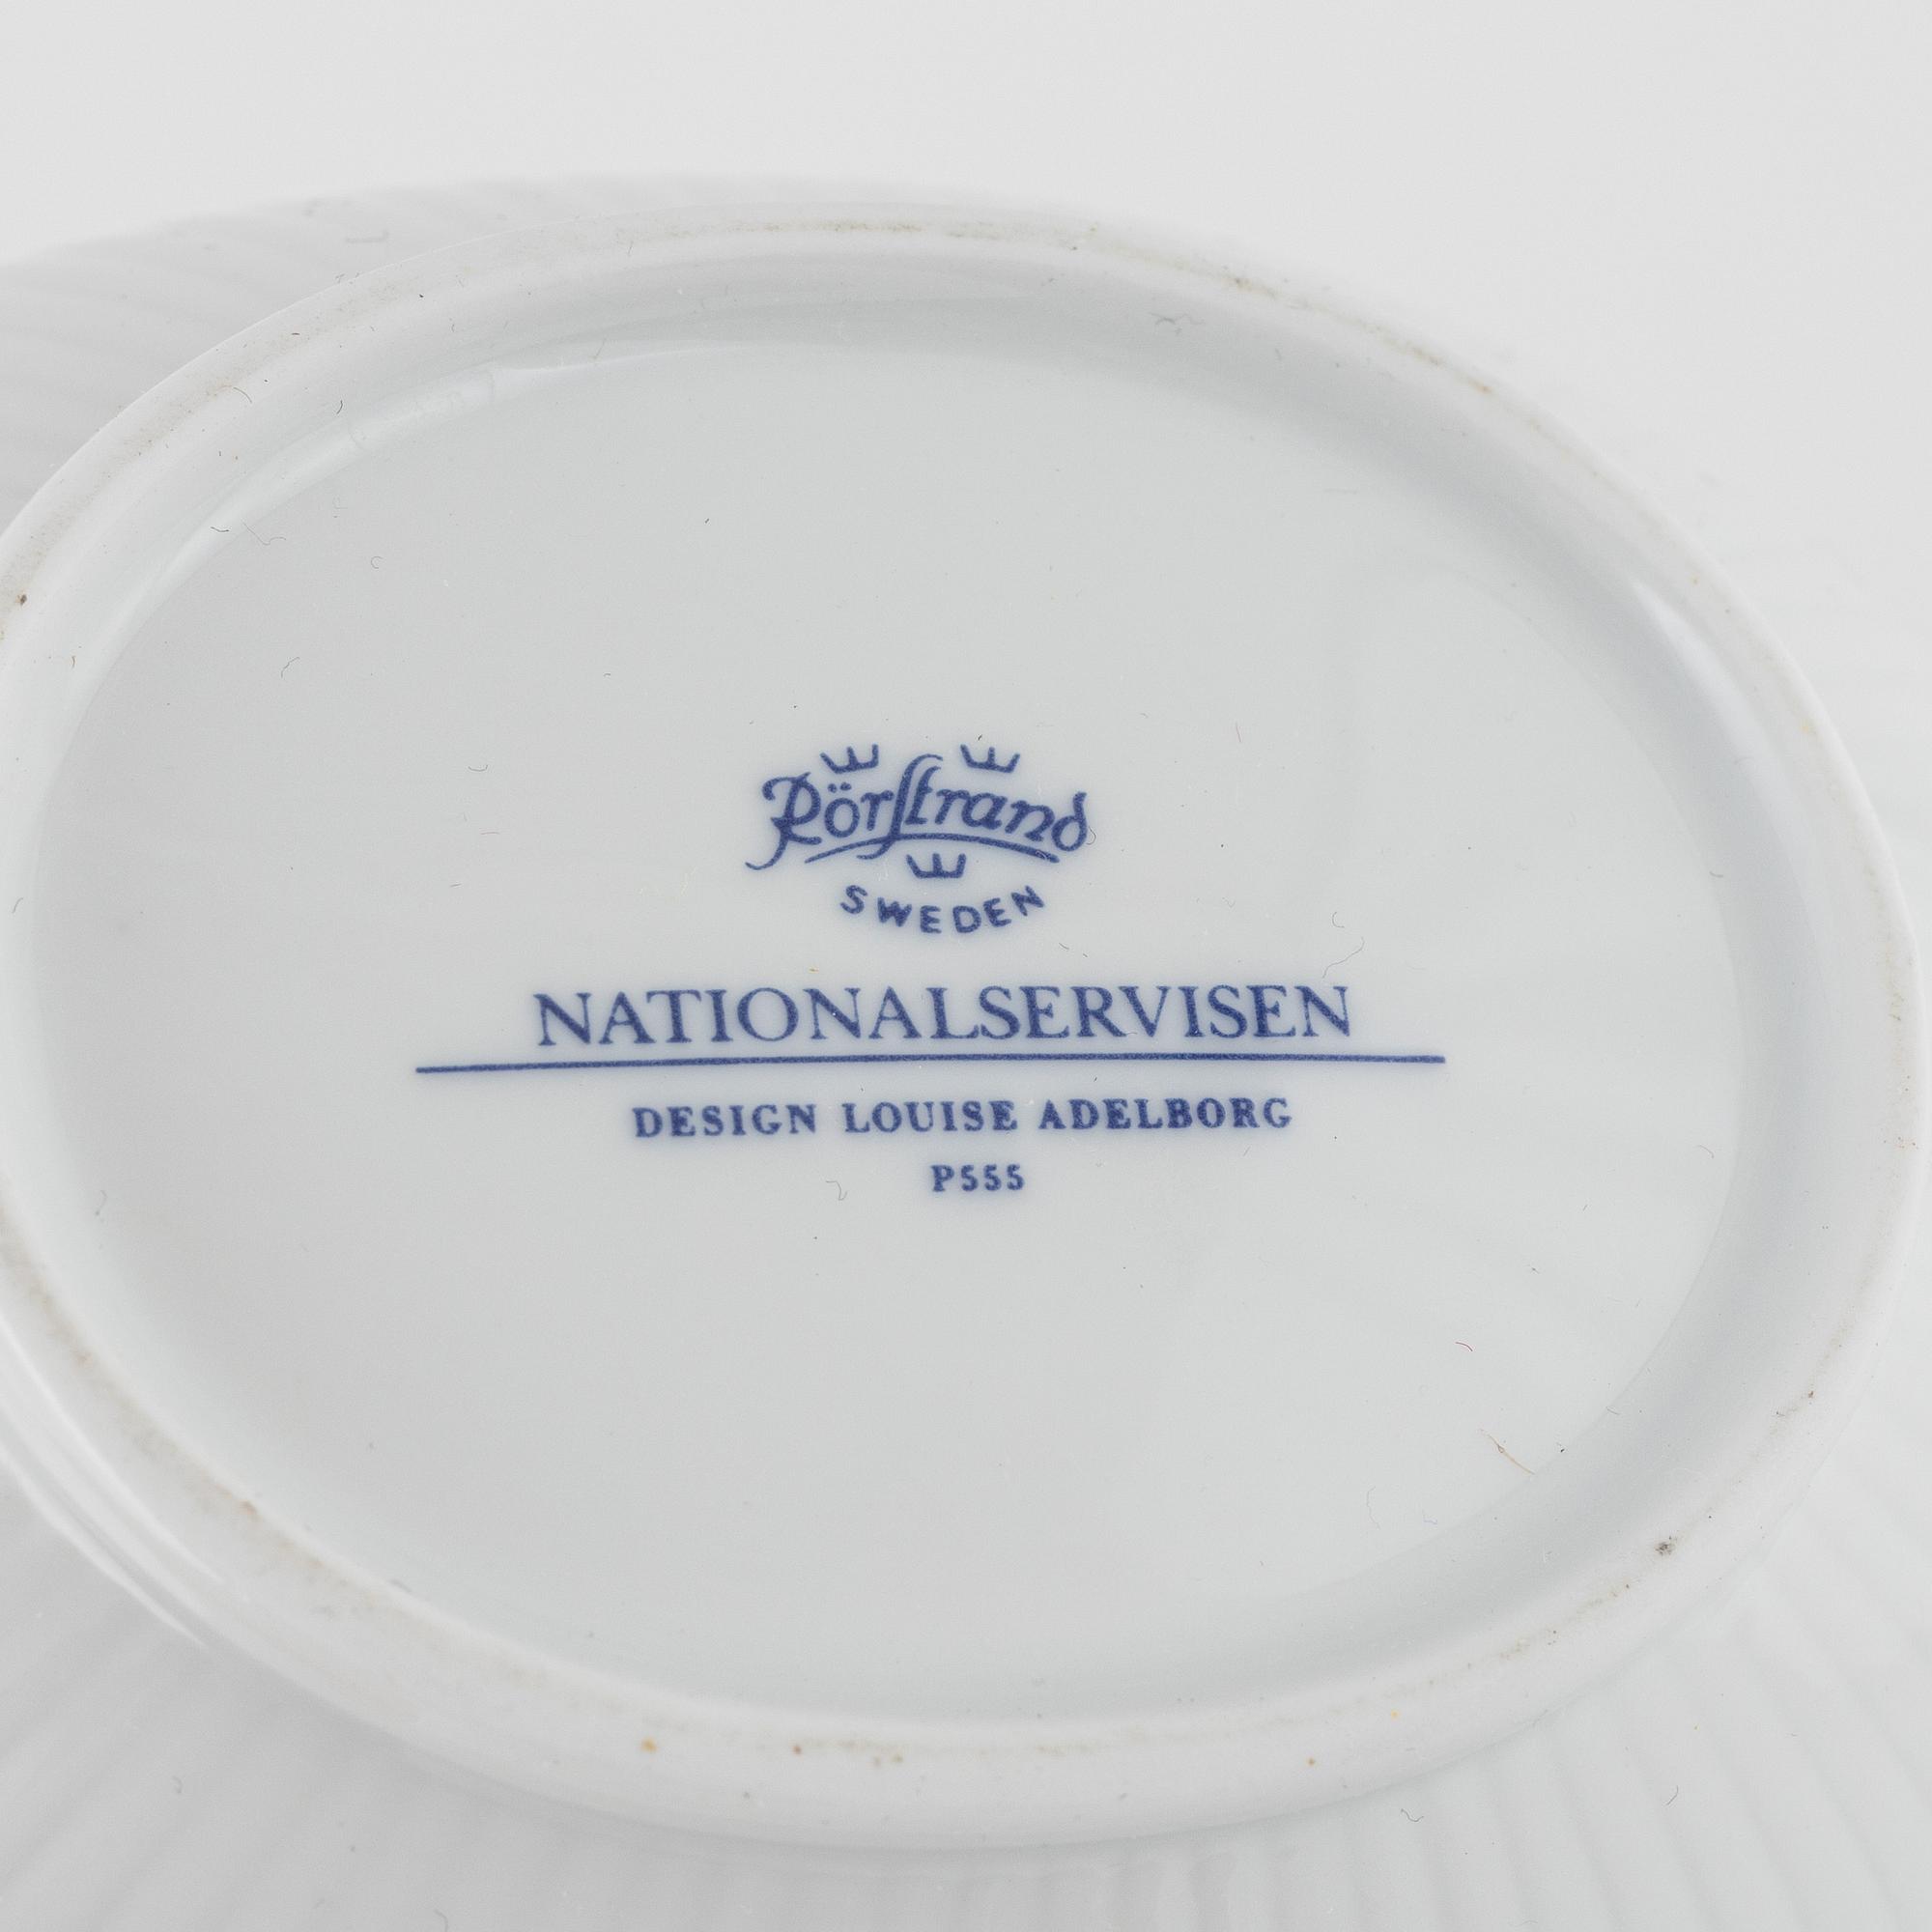 Rörstrand
SWEDEN
NATIONALSERVISEN
DESIGN LOUISE ADELBORG
P555